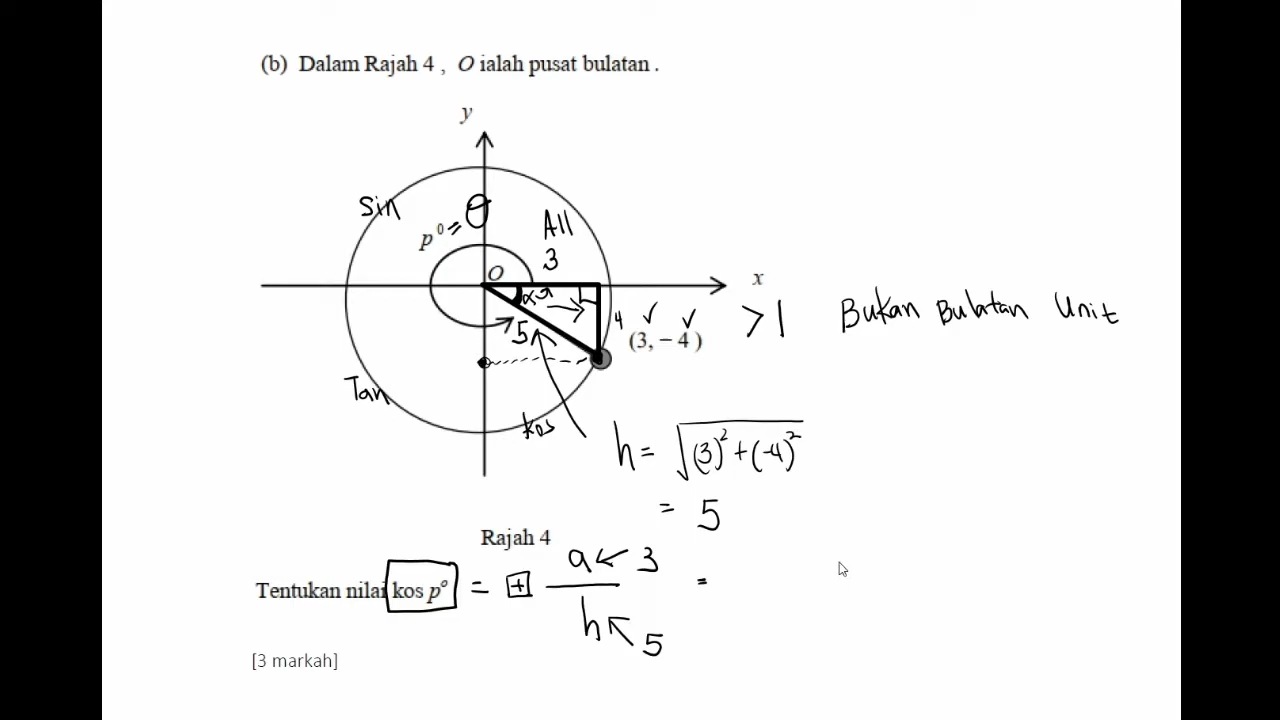 (b) Dalam Rajah 4 , O ialah pusat bulatan .
y
Sin
p° = θ
All
3
O
x
α
5
4
(3, − 4 )
> 1 Bukan Bulatan Unit
Tan
kos
h = √(3)² + (-4)²
= 5
Rajah 4
a ← 3
Tentukan nilai kos p° = + =
h ↖ 5
[3 markah]